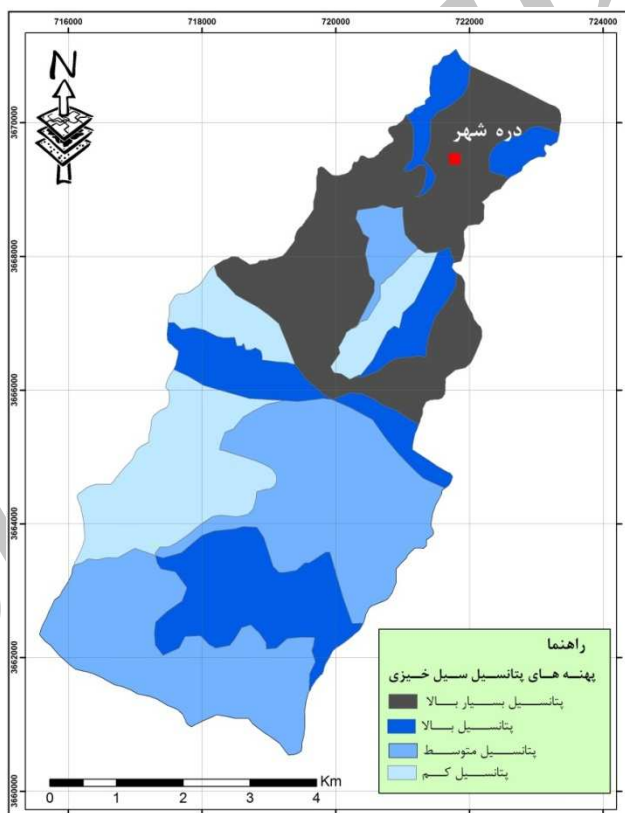 716000 718000 720000 722000 724000
N
3670000
دره شهر
3668000
3666000
3664000
3662000
3660000
راهنما
پهنه های پتانسیل سیل خیزی
پتانسیل بسیار بالا
پتانسیل بالا
پتانسیل متوسط
پتانسیل کم
Km
0 1 2 3 4